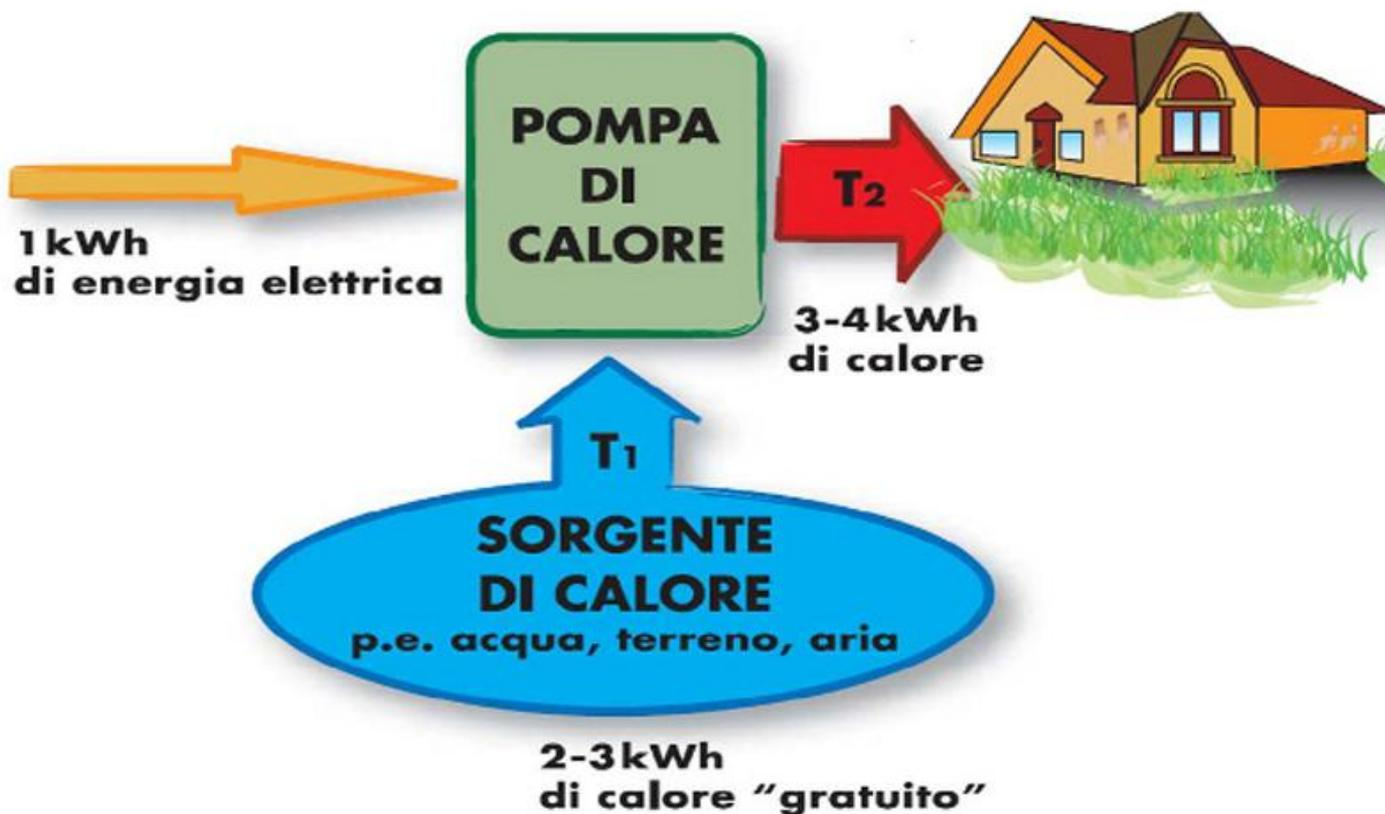 POMPA
DI
CALORE
T2
1kWh
di energia elettrica
3-4kWh
di calore
T1
SORGENTE
DI CALORE
p.e. acqua, terreno, aria
2-3kWh
di calore “gratuito”